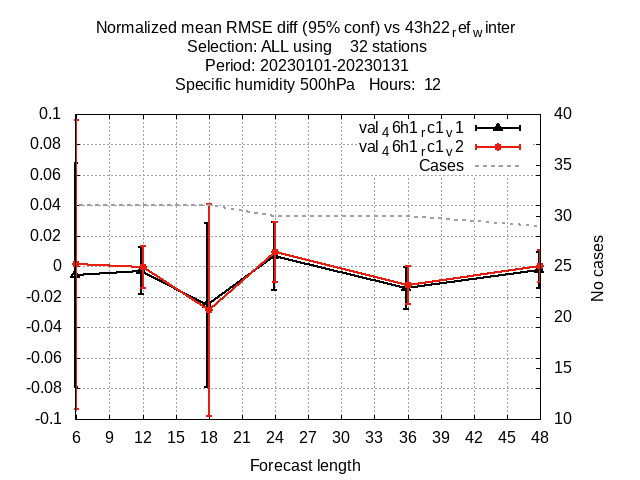 Normalized mean RMSE diff (95% conf) vs 43h22ᵣef_winter
Selection: ALL using 32 stations
Period: 20230101-20230131
Specific humidity 500hPa Hours: 12
0.1 40
val_46h1_rc1_v1
0.08
val_46h1_rc1_v2
0.06 Cases 35
0.04 30
0.02
0 25
-0.02
-0.04 20
-0.06 15
-0.08
-0.1 10
No cases
6 9 12 15 18 21 24 27 30 33 36 39 42 45 48
Forecast length